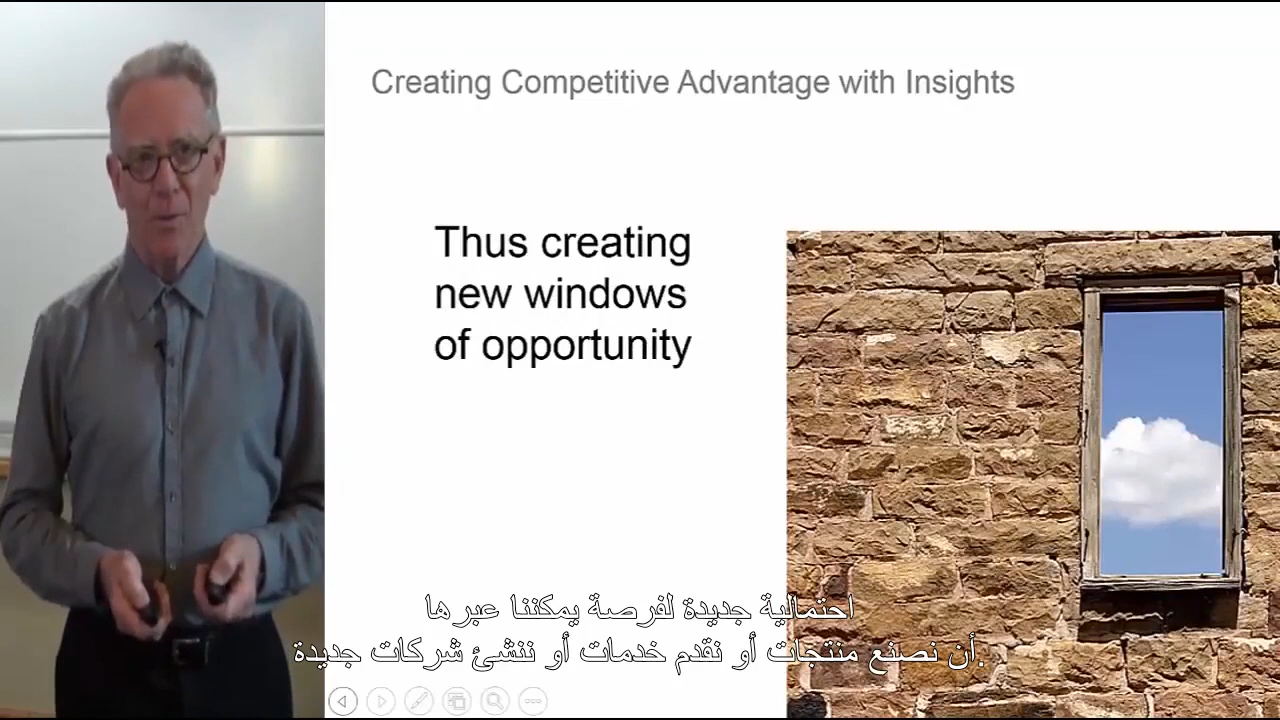 Creating Competitive Advantage with Insights
Thus creating
new windows
of opportunity
احتمالية جديدة لفرصة يمكننا عبرها
أن نصنع منتجات أو نقدم خدمات أو ننشئ شركات جديدة.